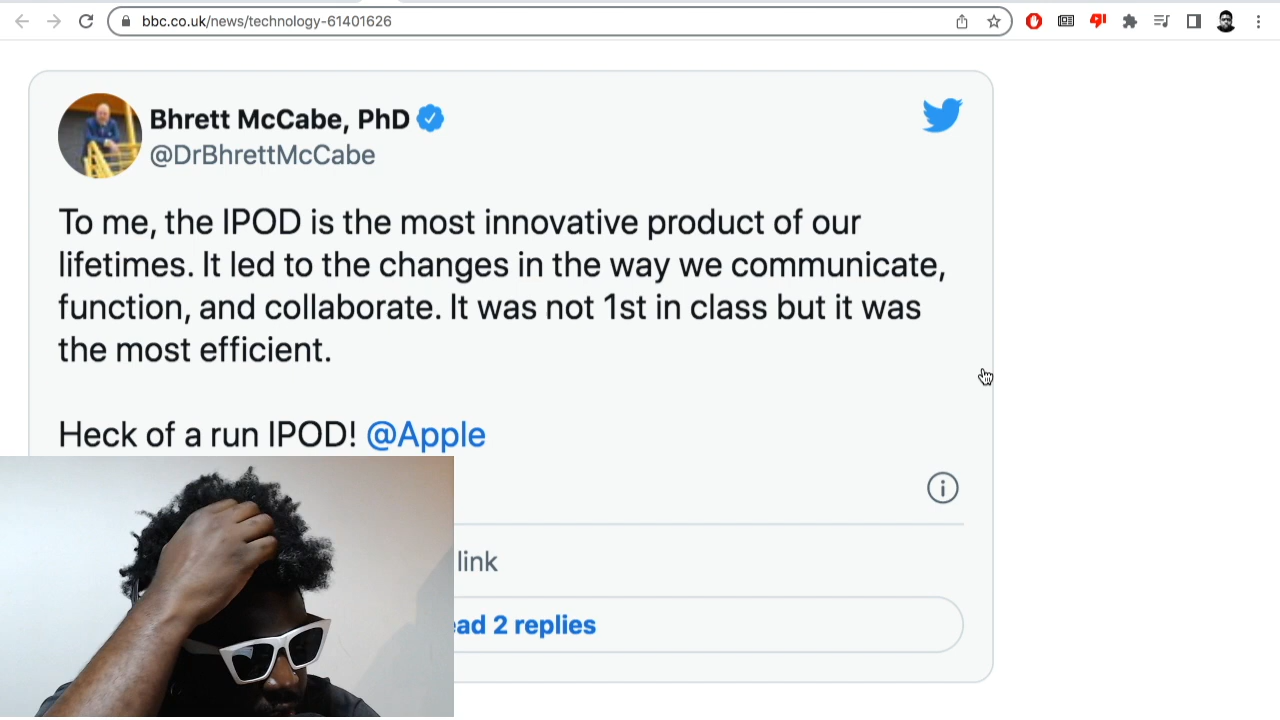 bbc.co.uk/news/technology-61401626
Bhrett McCabe, PhD
@DrBhrettMcCabe
To me, the IPOD is the most innovative product of our
lifetimes. It led to the changes in the way we communicate,
function, and collaborate. It was not 1st in class but it was
the most efficient.
Heck of a run IPOD! @Apple
link
2 replies